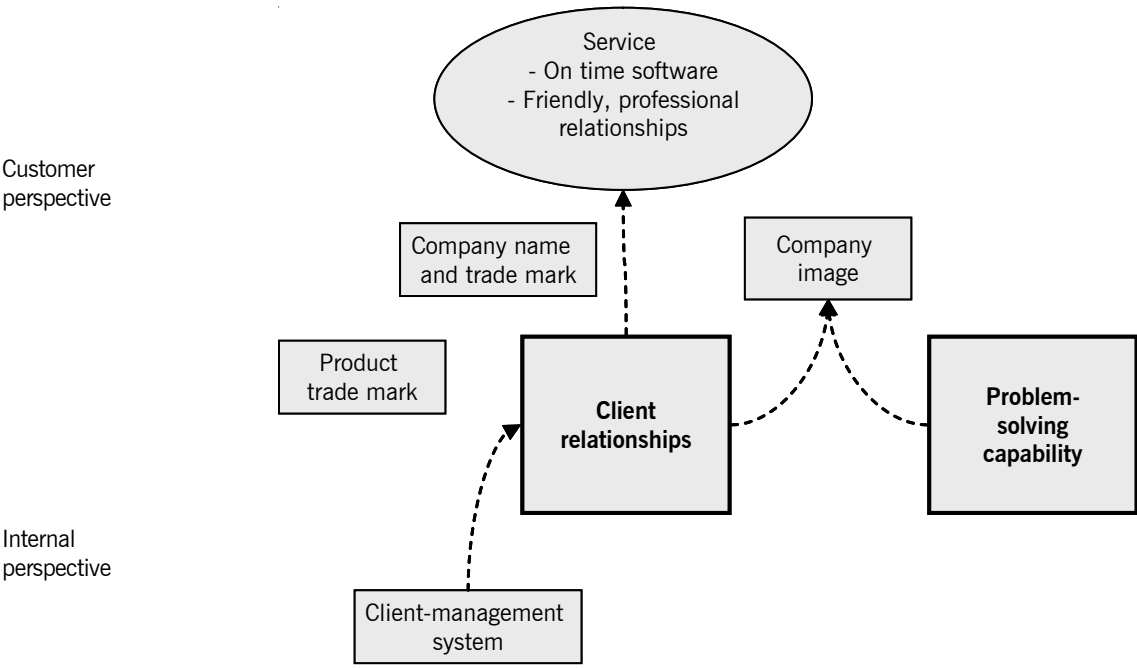 Service
- On time software
- Friendly, professional
relationships
Customer
perspective
Company name
and trade mark
Company
image
Product
trade mark
Client
relationships
Problem-
solving
capability
Internal
perspective
Client-management
system